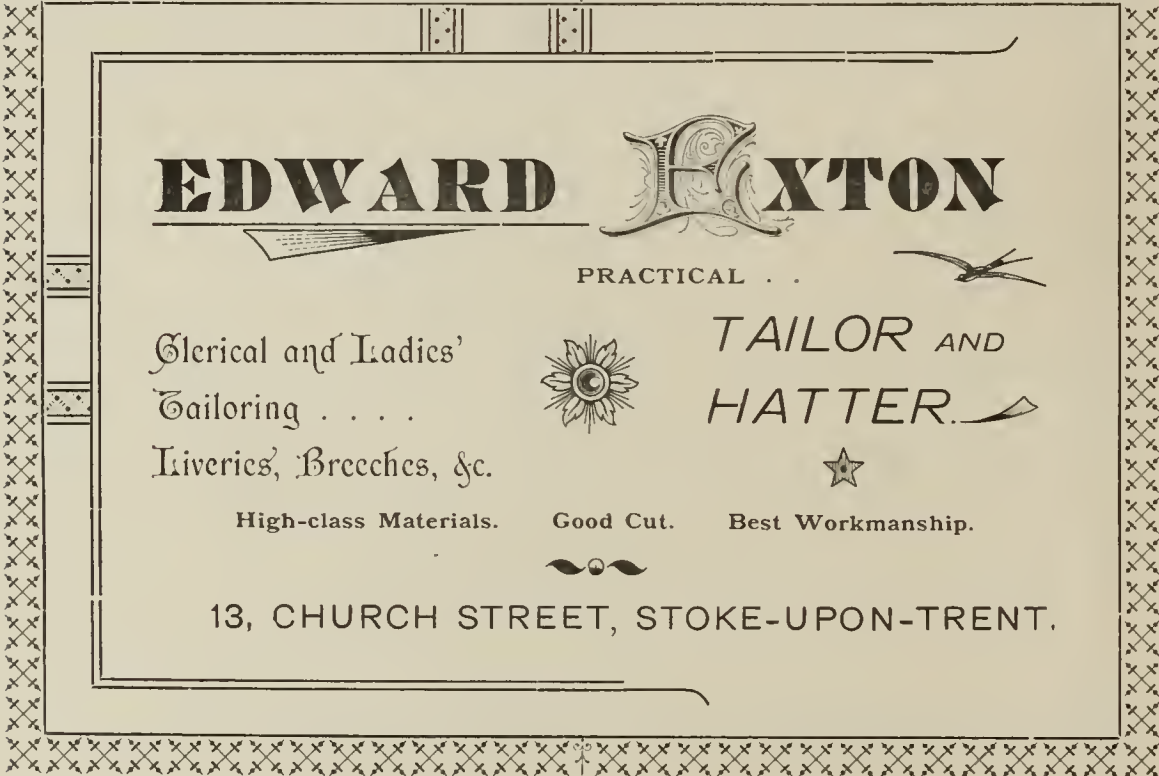 EDWARD EXTON
PRACTICAL . .
TAILOR AND
HATTER.
Clerical and Ladies'
Tailoring . . . .
Liveries, Breeches, &c.
High-class Materials. Good Cut. Best Workmanship.
13, CHURCH STREET, STOKE-UPON-TRENT.